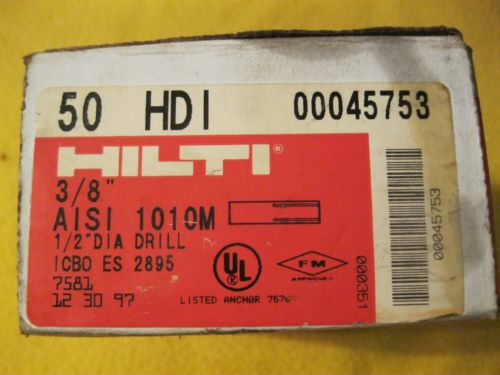 50 HDI 00045753
HILTI®
3/8"
AISI 1010M
1/2"DIA DRILL
ICBO ES 2895
7581
12 30 97
UL
®
FM
APPROVED
LISTED ANCHOR
000351
00045753